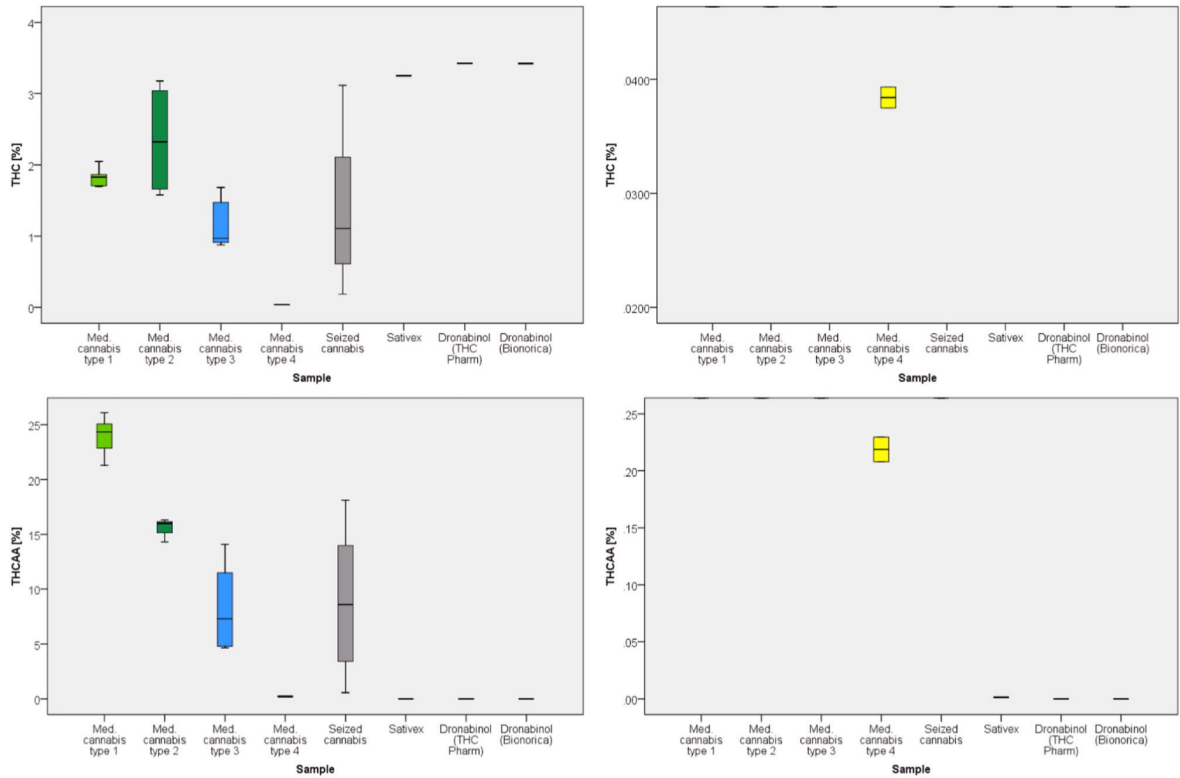 4
3
2
1
0
THC [%]
Med.
cannabis
type 1
Med.
cannabis
type 2
Med.
cannabis
type 3
Med.
cannabis
type 4
Seized
cannabis
Sativex
Dronabinol
(THC
Pharm)
Dronabinol
(Bionorica)
Sample
.0400
.0300
.0200
THC [%]
Med.
cannabis
type 1
Med.
cannabis
type 2
Med.
cannabis
type 3
Med.
cannabis
type 4
Seized
cannabis
Sativex
Dronabinol
(THC
Pharm)
Dronabinol
(Bionorica)
Sample
25
20
15
10
5
0
THCAA [%]
Med.
cannabis
type 1
Med.
cannabis
type 2
Med.
cannabis
type 3
Med.
cannabis
type 4
Seized
cannabis
Sativex
Dronabinol
(THC
Pharm)
Dronabinol
(Bionorica)
Sample
.25
.20
.15
.10
.05
.00
THCAA [%]
Med.
cannabis
type 1
Med.
cannabis
type 2
Med.
cannabis
type 3
Med.
cannabis
type 4
Seized
cannabis
Sativex
Dronabinol
(THC
Pharm)
Dronabinol
(Bionorica)
Sample